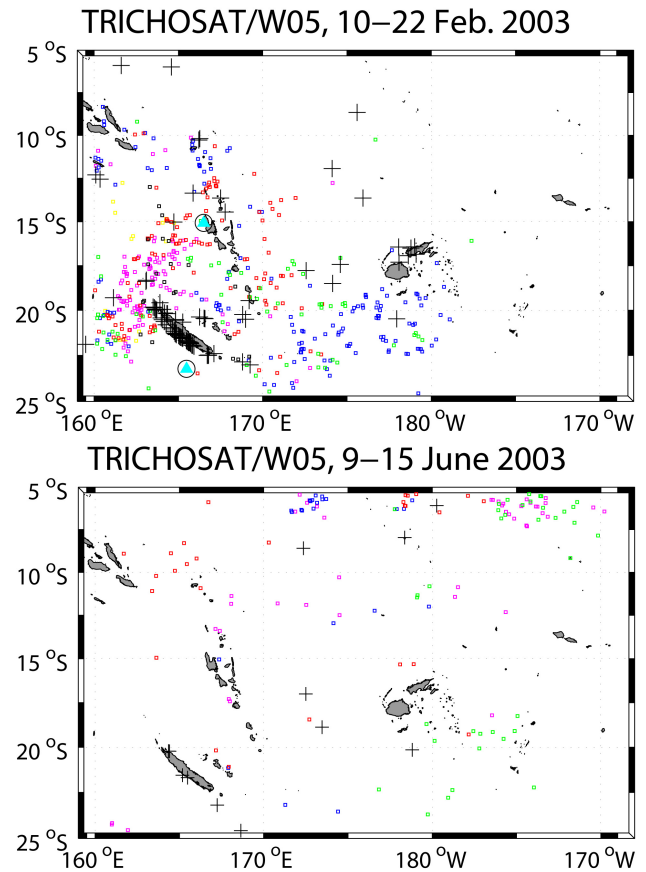 TRICHOSAT/W05, 10−22 Feb. 2003
5 °S
10 °S
15 °S
20 °S
25 °S
160 °E 170 °E 180 °W 170 °W
TRICHOSAT/W05, 9−15 June 2003
5 °S
10 °S
15 °S
20 °S
25 °S
160 °E 170 °E 180 °W 170 °W